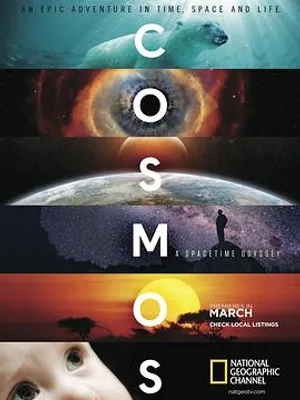 AN EPIC ADVENTURE IN TIME, SPACE AND LIFE.
COSMOS
A SPACETIME ODYSSEY
PREMIERES IN
MARCH
CHECK LOCAL LISTINGS
NATIONAL
GEOGRAPHIC
CHANNEL
natgeotv.com